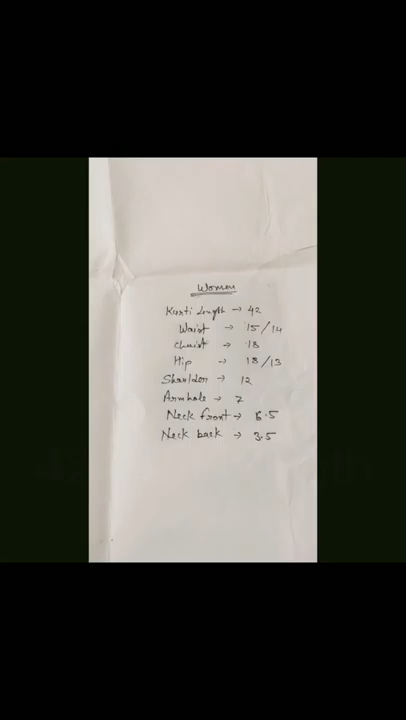 Women
Kurti Length → 42
Waist → 15/14
Cheist → 18
Hip → 18/13
Shoulder → 12
Armhole → 7
Neck front → 6.5
Neck back → 3.5